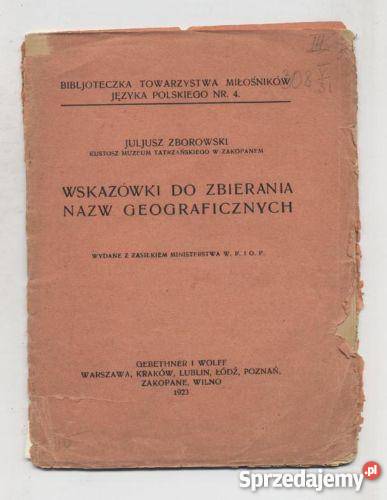 III
BIBLJOTECZKA TOWARZYSTWA MIŁOŚNIKÓW
JĘZYKA POLSKIEGO NR. 4.
JULJUSZ ZBOROWSKI
KUSTOSZ MUZEUM TATRZAŃSKIEGO W ZAKOPANEM
WSKAZÓWKI DO ZBIERANIA
NAZW GEOGRAFICZNYCH
WYDANE Z ZASIŁKIEM MINISTERSTWA W. R. I O. P.
GEBETHNER I WOLFF
WARSZAWA, KRAKÓW, LUBLIN, ŁÓDŹ, POZNAŃ,
ZAKOPANE, WILNO
1923
Sprzedajemy.pl